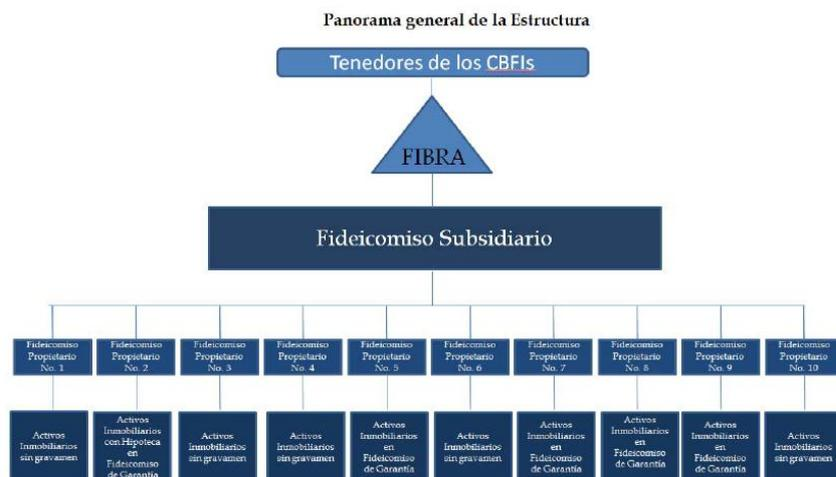 Panorama general de la Estructura
Tenedores de los CBFIs
FIBRA
Fideicomiso Subsidiario
Fideicomiso
Propietario
No. 1
Fideicomiso
Propietario
No. 2
Fideicomiso
Propietario
No. 3
Fideicomiso
Propietario
No. 4
Fideicomiso
Propietario
No. 5
Fideicomiso
Propietario
No. 6
Fideicomiso
Propietario
No. 7
Fideicomiso
Propietario
No. 8
Fideicomiso
Propietario
No. 9
Fideicomiso
Propietario
No. 10
Activos
Inmobiliarios
sin gravamen
Activos
Inmobiliarios
con Hipoteca
en
Fideicomiso
de Garantía
Activos
Inmobiliarios
sin gravamen
Activos
Inmobiliarios
sin gravamen
Activos
Inmobiliarios
en
Fideicomiso
de Garantía
Activos
Inmobiliarios
sin gravamen
Activos
Inmobiliarios
en
Fideicomiso
de Garantía
Activos
Inmobiliarios
en
Fideicomiso
de Garantía
Activos
Inmobiliarios
en
Fideicomiso
de Garantía
Activos
Inmobiliarios
sin gravamen